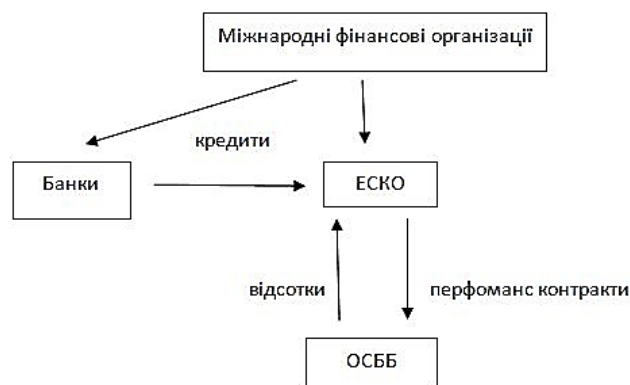 Міжнародні фінансові організації
кредити
Банки
ЕСКО
відсотки
перфоманс контракти
ОСББ